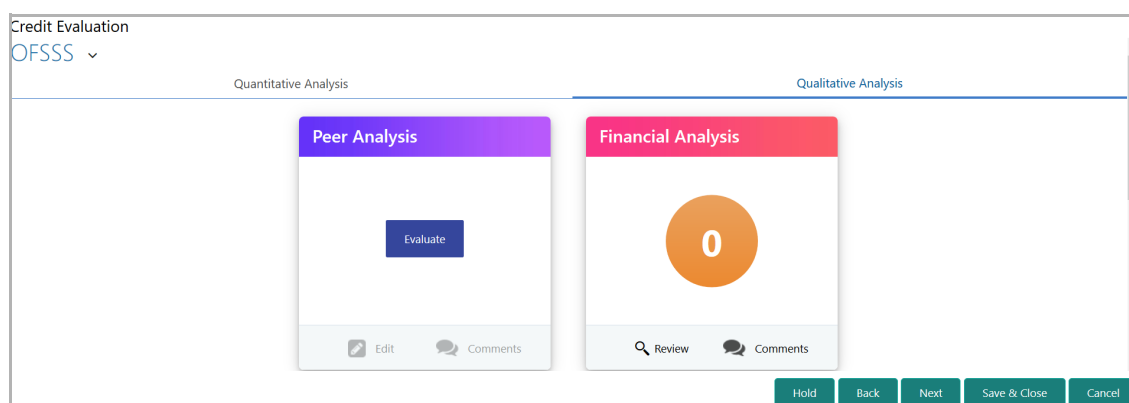 Credit Evaluation
OFSSS
Quantitative Analysis
Qualitative Analysis
Peer Analysis
Financial Analysis
Evaluate
0
Edit
Comments
Review
Comments
Hold
Back
Next
Save & Close
Cancel